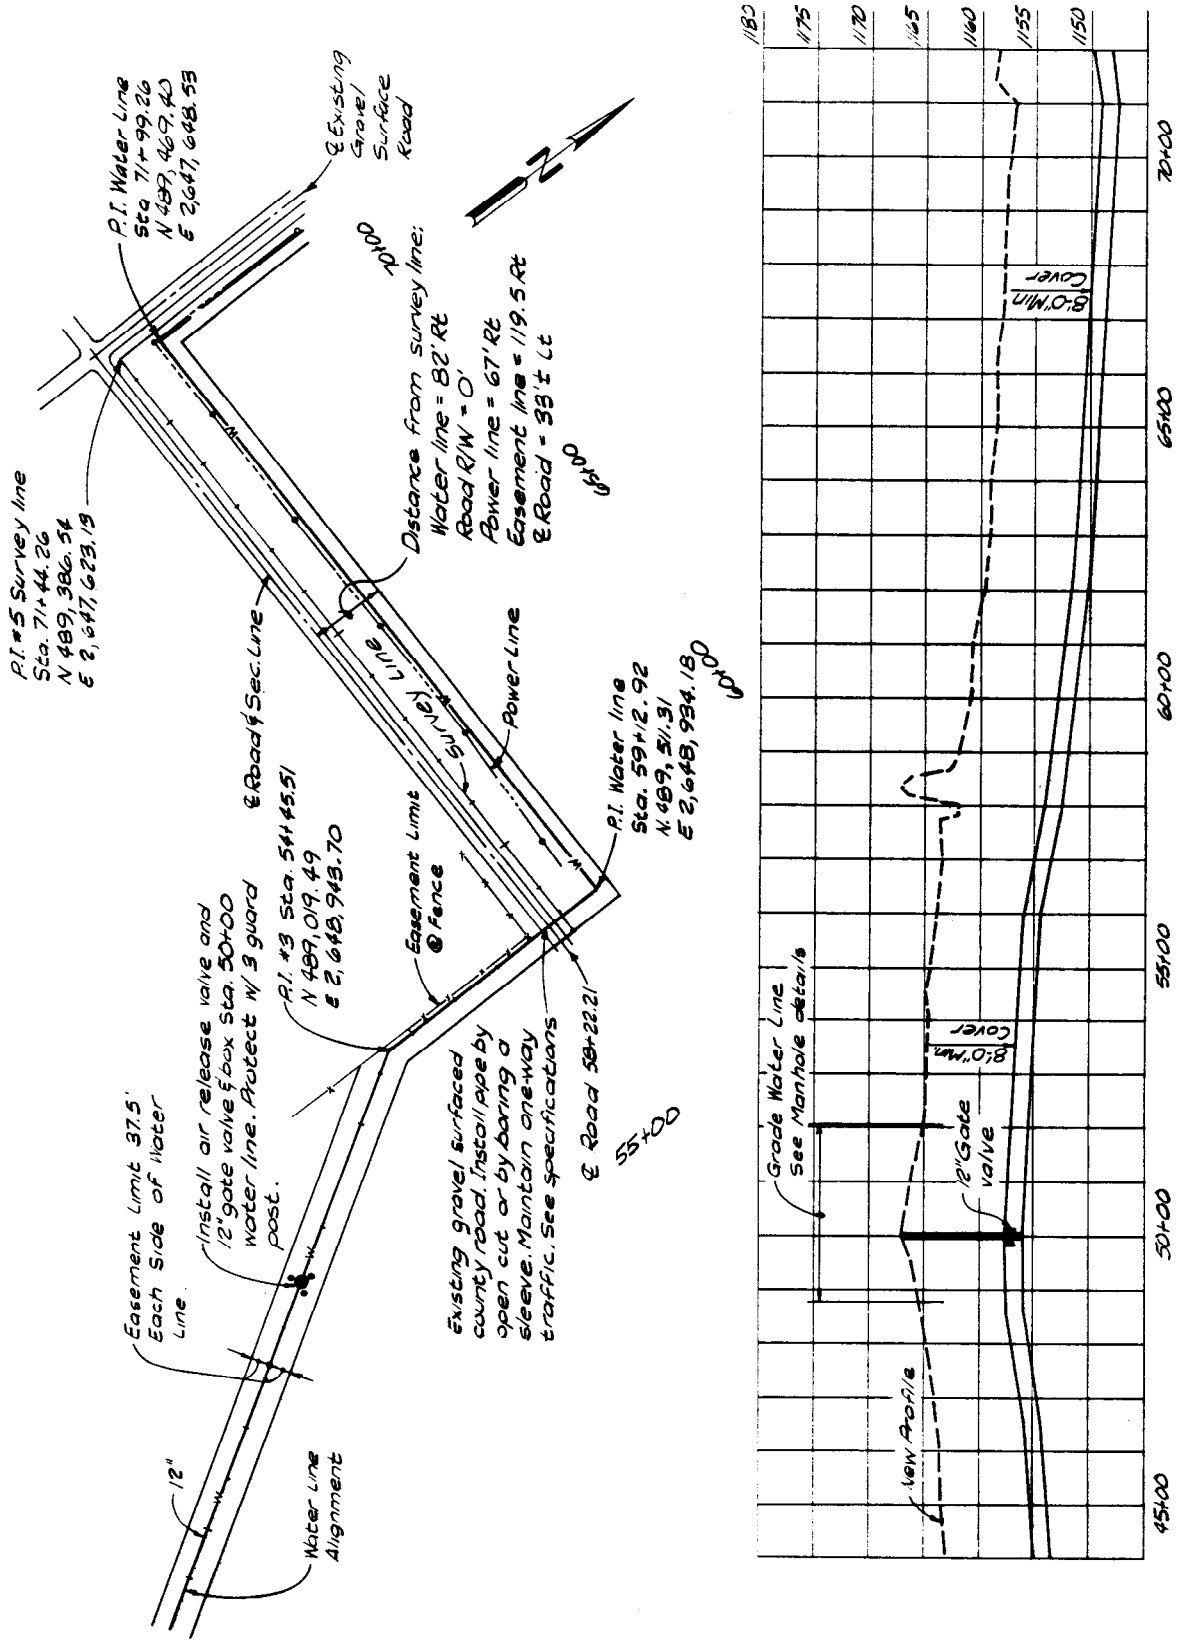 P.I. #5 Survey line
Sta. 71+44.26
N 489,386.54
E 2,647,623.19
P.I. Water Line
Sta 71+99.26
N 489,469.40
E 2,647,648.53
℄ Existing
Gravel
Surface
Road
N
70+00
Distance from survey line:
Water line = 82' Rt
Road R/W = 0'
Power line = 67' Rt
Easement line = 119.5 Rt
℄ Road = 33'± Lt
65+00
℄ Road & Sec. Line
Survey Line
W
W
W
Power Line
P.I. Water line
Sta. 59+12.92
N. 489,511.31
E 2,648,934.18
60+00
P.I. #3 Sta. 54+45.51
N 489,019.49
E 2,648,943.70
Easement Limit
@ Fence
℄ Road 58+22.21
55+00
Install air release valve and
12" gate valve & box Sta. 50+00
Water line. Protect w/ 3 guard
post.
Existing gravel surfaced
county road. Install pipe by
open cut or by boring a
sleeve. Maintain one-way
traffic. See specifications
Easement Limit 37.5'
Each Side of Water
Line.
W
W
12"
Water Line
Alignment
1180
1175
1170
1165
1160
1155
1150
8'-0" Min.
Cover
8'-0" Min.
Cover
Grade Water Line
See Manhole details
12" Gate
valve
New Profile
45+00
50+00
55+00
60+00
65+00
70+00